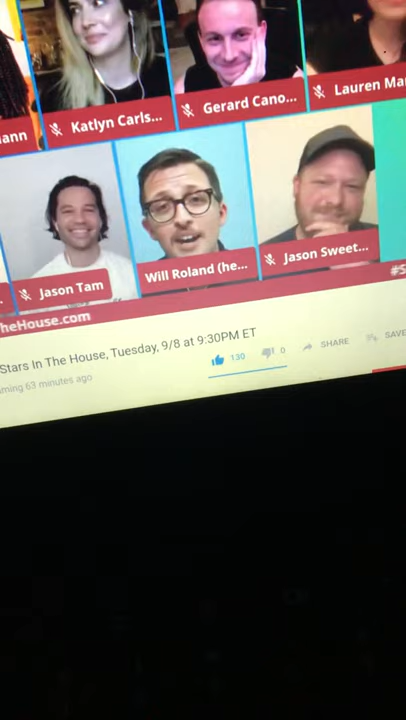 ann
Katlyn Carls...
Gerard Cano...
Lauren Ma
Jason Tam
Will Roland (he...
Jason Sweet...
#S
heHouse.com
Stars In The House, Tuesday, 9/8 at 9:30PM ET
ming 63 minutes ago
130
0
SHARE
SAVE